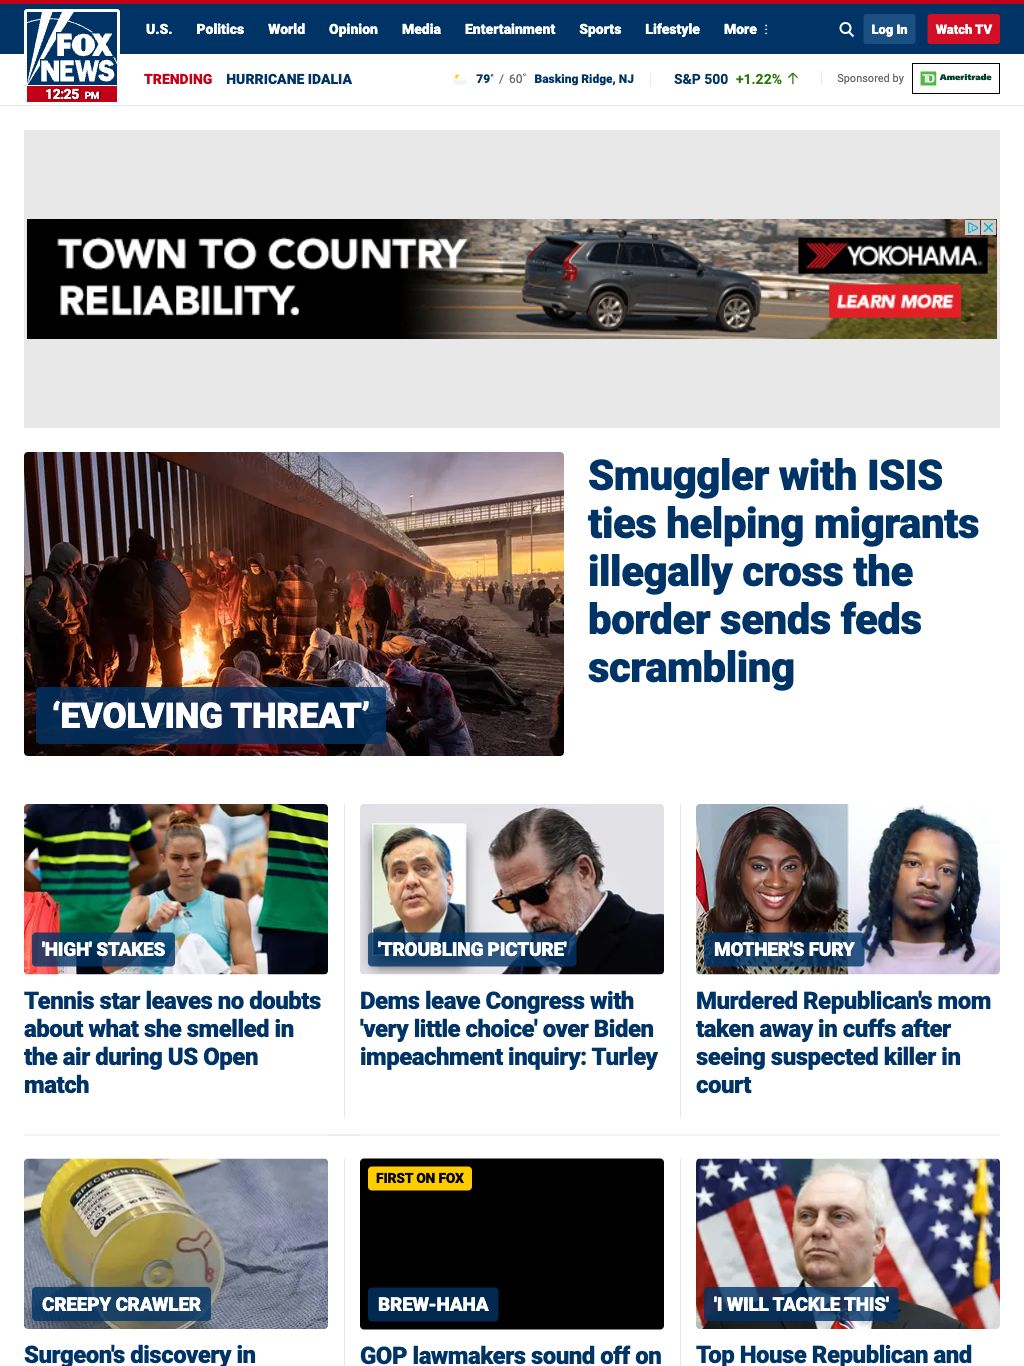 U.S. Politics World Opinion Media Entertainment Sports Lifestyle More Log In Watch TV
FOX
NEWS
12:25 PM
TRENDING HURRICANE IDALIA 79° / 60° Basking Ridge, NJ S&P 500 +1.22% ↑ Sponsored by TD Ameritrade
TOWN TO COUNTRY
RELIABILITY.
YOKOHAMA
LEARN MORE
‘EVOLVING THREAT’
Smuggler with ISIS
ties helping migrants
illegally cross the
border sends feds
scrambling
'HIGH' STAKES
Tennis star leaves no doubts
about what she smelled in
the air during US Open
match
'TROUBLING PICTURE'
Dems leave Congress with
'very little choice' over Biden
impeachment inquiry: Turley
MOTHER'S FURY
Murdered Republican's mom
taken away in cuffs after
seeing suspected killer in
court
CREEPY CRAWLER
Surgeon's discovery in
FIRST ON FOX
BREW-HAHA
GOP lawmakers sound off on
'I WILL TACKLE THIS'
Top House Republican and